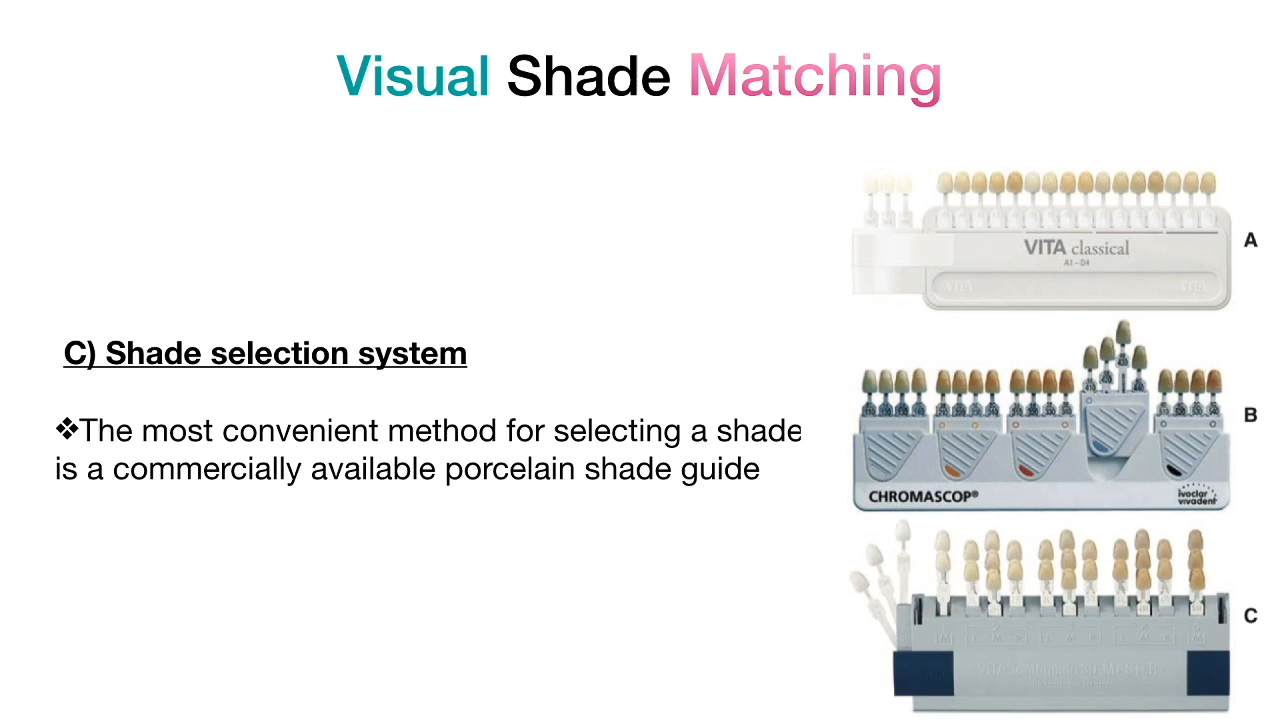 Visual Shade Matching
C) Shade selection system
❖The most convenient method for selecting a shade
is a commercially available porcelain shade guide
VITA classical
A1–D4
VITA VITA
A
B
CHROMASCOP®
ivoclar
vivadent
C